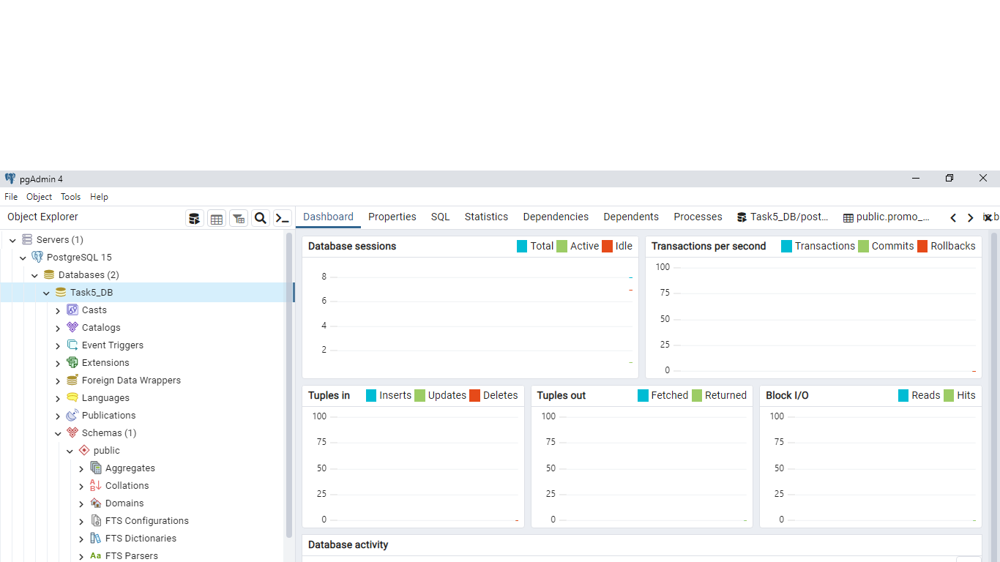 pgAdmin 4
File Object Tools Help
Object Explorer
Dashboard Properties SQL Statistics Dependencies Dependents Processes Task5_DB/post... public.promo_...
Servers (1)
PostgreSQL 15
Databases (2)
Task5_DB
Casts
Catalogs
Event Triggers
Extensions
Foreign Data Wrappers
Languages
Publications
Schemas (1)
public
Aggregates
Collations
Domains
FTS Configurations
FTS Dictionaries
Aa FTS Parsers
Database sessions Total Active Idle
8
6
4
2
Transactions per second Transactions Commits Rollbacks
100
75
50
25
0
Tuples in Inserts Updates Deletes
100
75
50
25
0
Tuples out Fetched Returned
100
75
50
25
0
Block I/O Reads Hits
100
75
50
25
0
Database activity